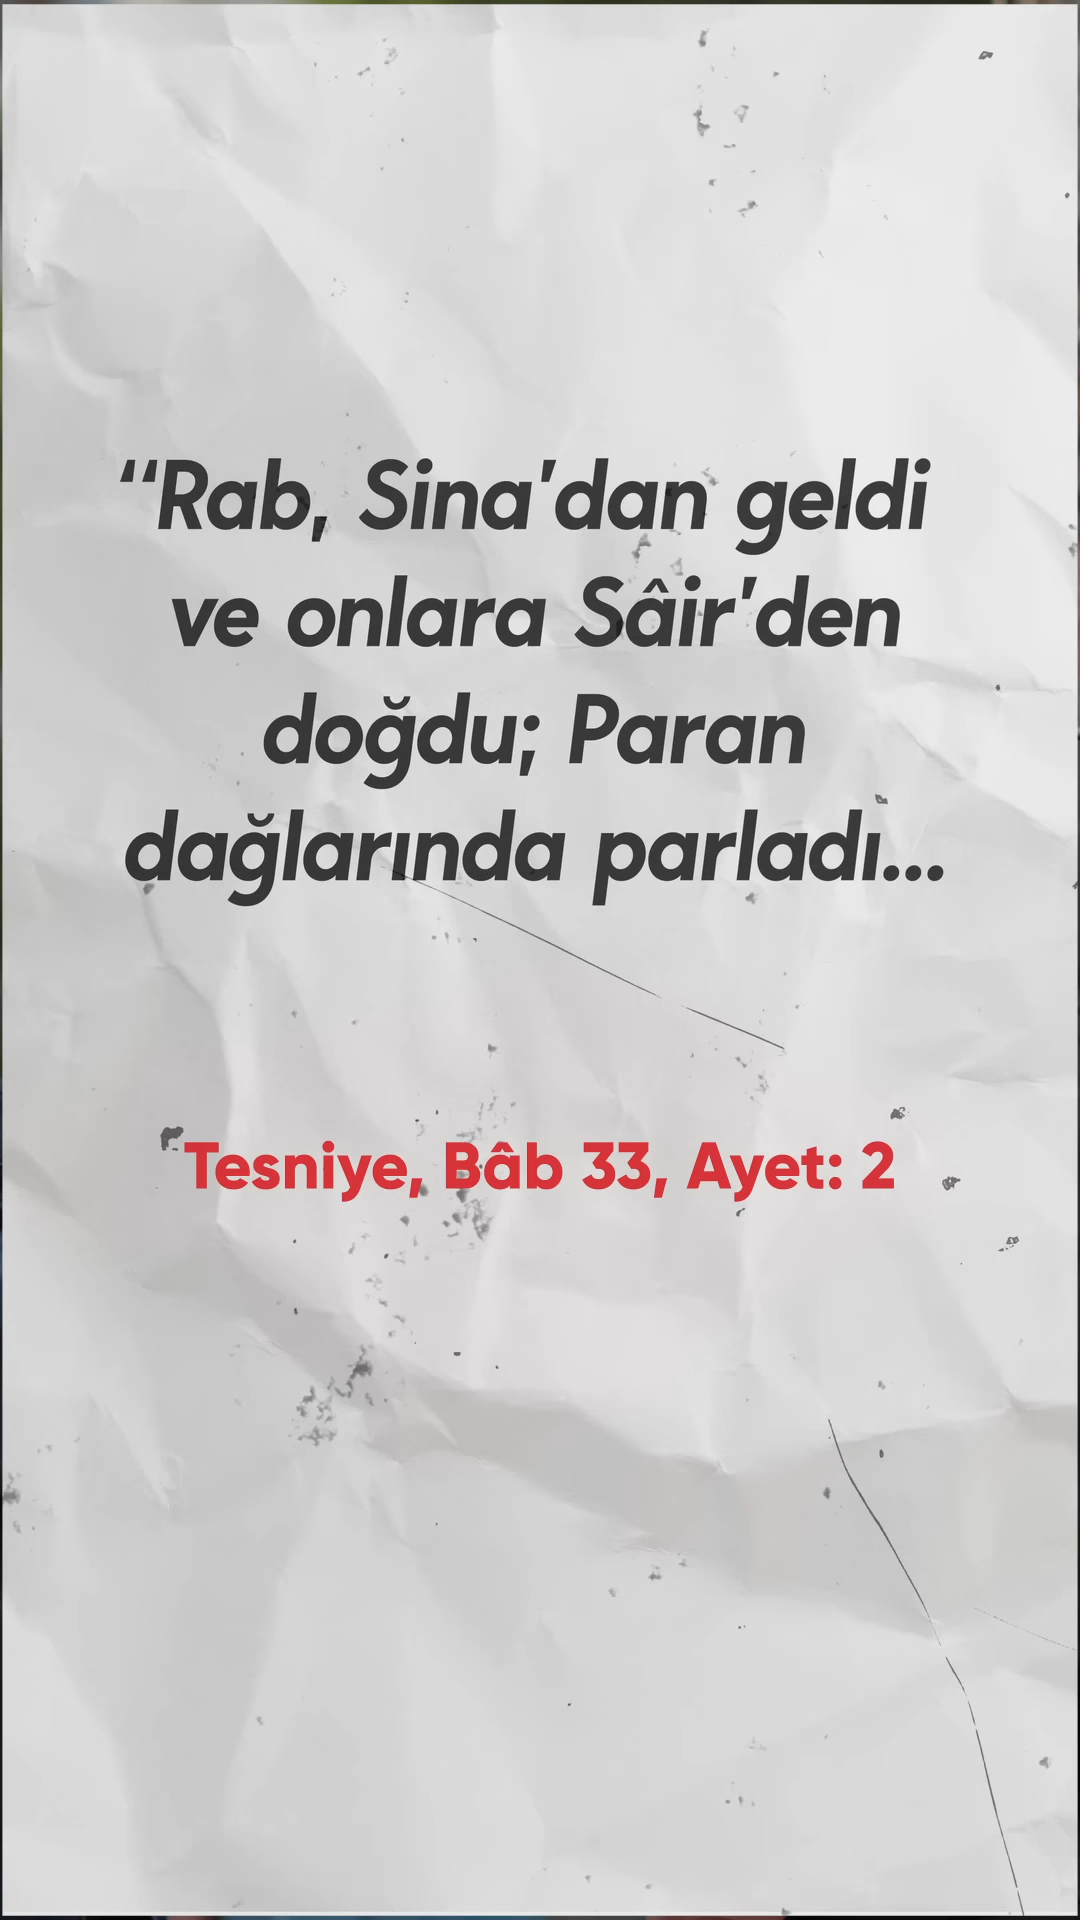 “Rab, Sina'dan geldi
ve onlara Sâir'den
doğdu; Paran
dağlarında parladı...
Tesniye, Bâb 33, Ayet: 2